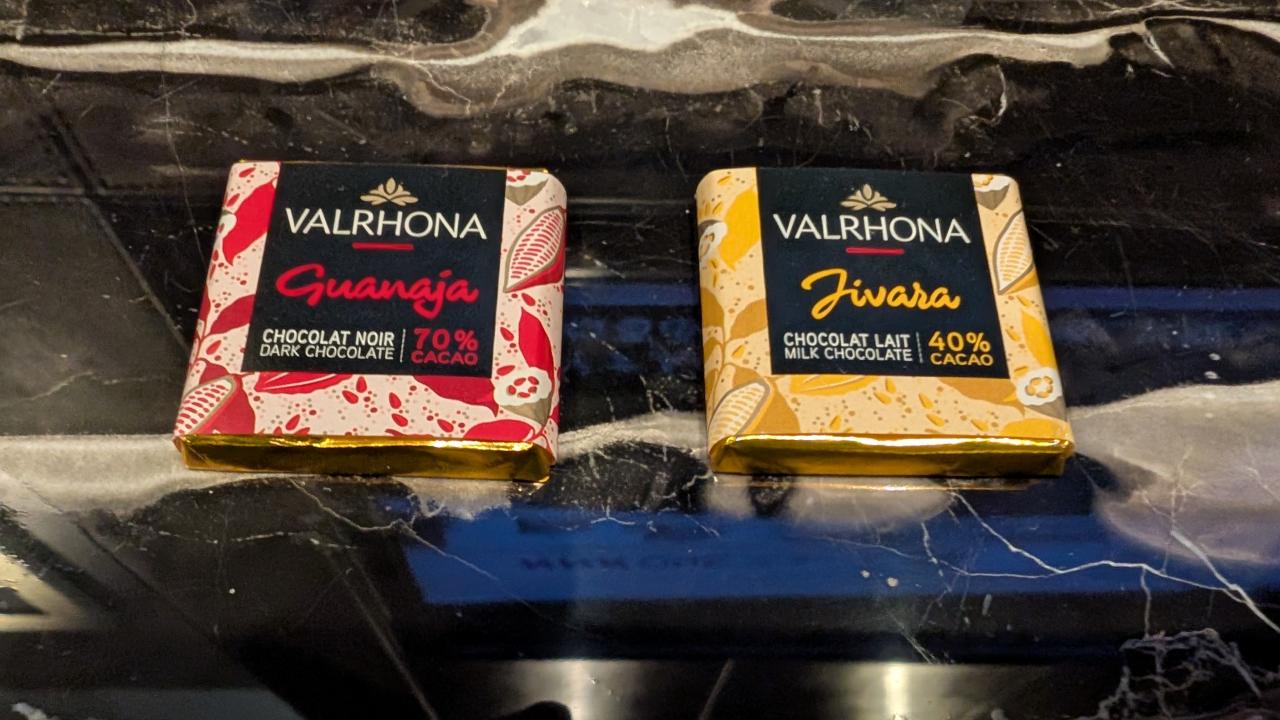 VALRHONA
Guanaja
CHOCOLAT NOIR
DARK CHOCOLATE
70%
CACAO
VALRHONA
Jivara
CHOCOLAT LAIT
MILK CHOCOLATE
40%
CACAO